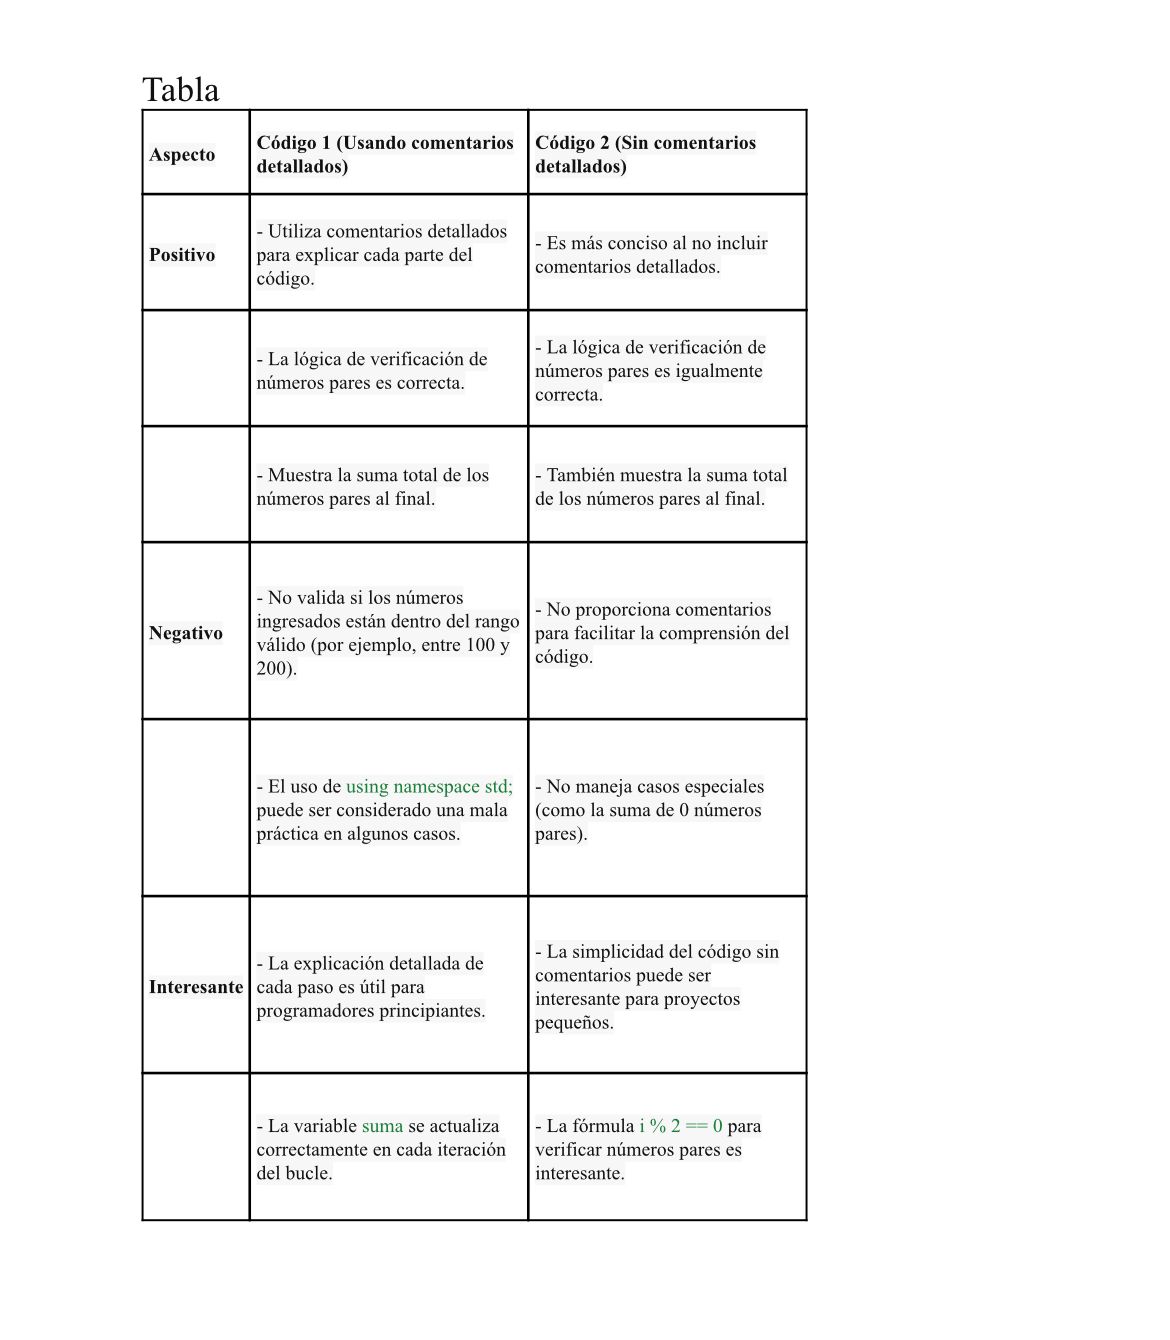 Tabla
Aspecto
Código 1 (Usando comentarios
detallados)
Código 2 (Sin comentarios
detallados)
Positivo
- Utiliza comentarios detallados
para explicar cada parte del
código.
- Es más conciso al no incluir
comentarios detallados.
- La lógica de verificación de
números pares es correcta.
- La lógica de verificación de
números pares es igualmente
correcta.
- Muestra la suma total de los
números pares al final.
- También muestra la suma total
de los números pares al final.
Negativo
- No valida si los números
ingresados están dentro del rango
válido (por ejemplo, entre 100 y
200).
- No proporciona comentarios
para facilitar la comprensión del
código.
- El uso de using namespace std;
puede ser considerado una mala
práctica en algunos casos.
- No maneja casos especiales
(como la suma de 0 números
pares).
Interesante
- La explicación detallada de
cada paso es útil para
programadores principiantes.
- La simplicidad del código sin
comentarios puede ser
interesante para proyectos
pequeños.
- La variable suma se actualiza
correctamente en cada iteración
del bucle.
- La fórmula i % 2 == 0 para
verificar números pares es
interesante.